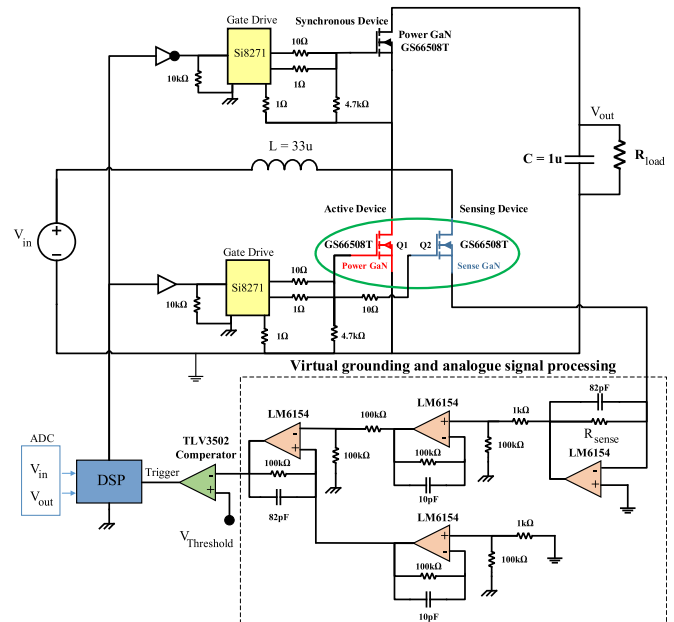 Synchronous Device
Gate Drive
Si8271
10Ω
1Ω
Power GaN
GS66508T
10kΩ
1Ω
4.7kΩ
Vout
C = 1u
Rload
L = 33u
Vin
Active Device
Sensing Device
GS66508T
Q1
Q2
GS66508T
Power GaN
Sense GaN
Gate Drive
Si8271
10Ω
1Ω
10Ω
10kΩ
1Ω
4.7kΩ
Virtual grounding and analogue signal processing
82pF
LM6154
LM6154
1kΩ
100kΩ
Rsense
100kΩ
100kΩ
LM6154
ADC
Vin
Vout
DSP
Trigger
TLV3502
Comperator
100kΩ
82pF
100kΩ
10pF
VThreshold
LM6154
1kΩ
100kΩ
100kΩ
10pF